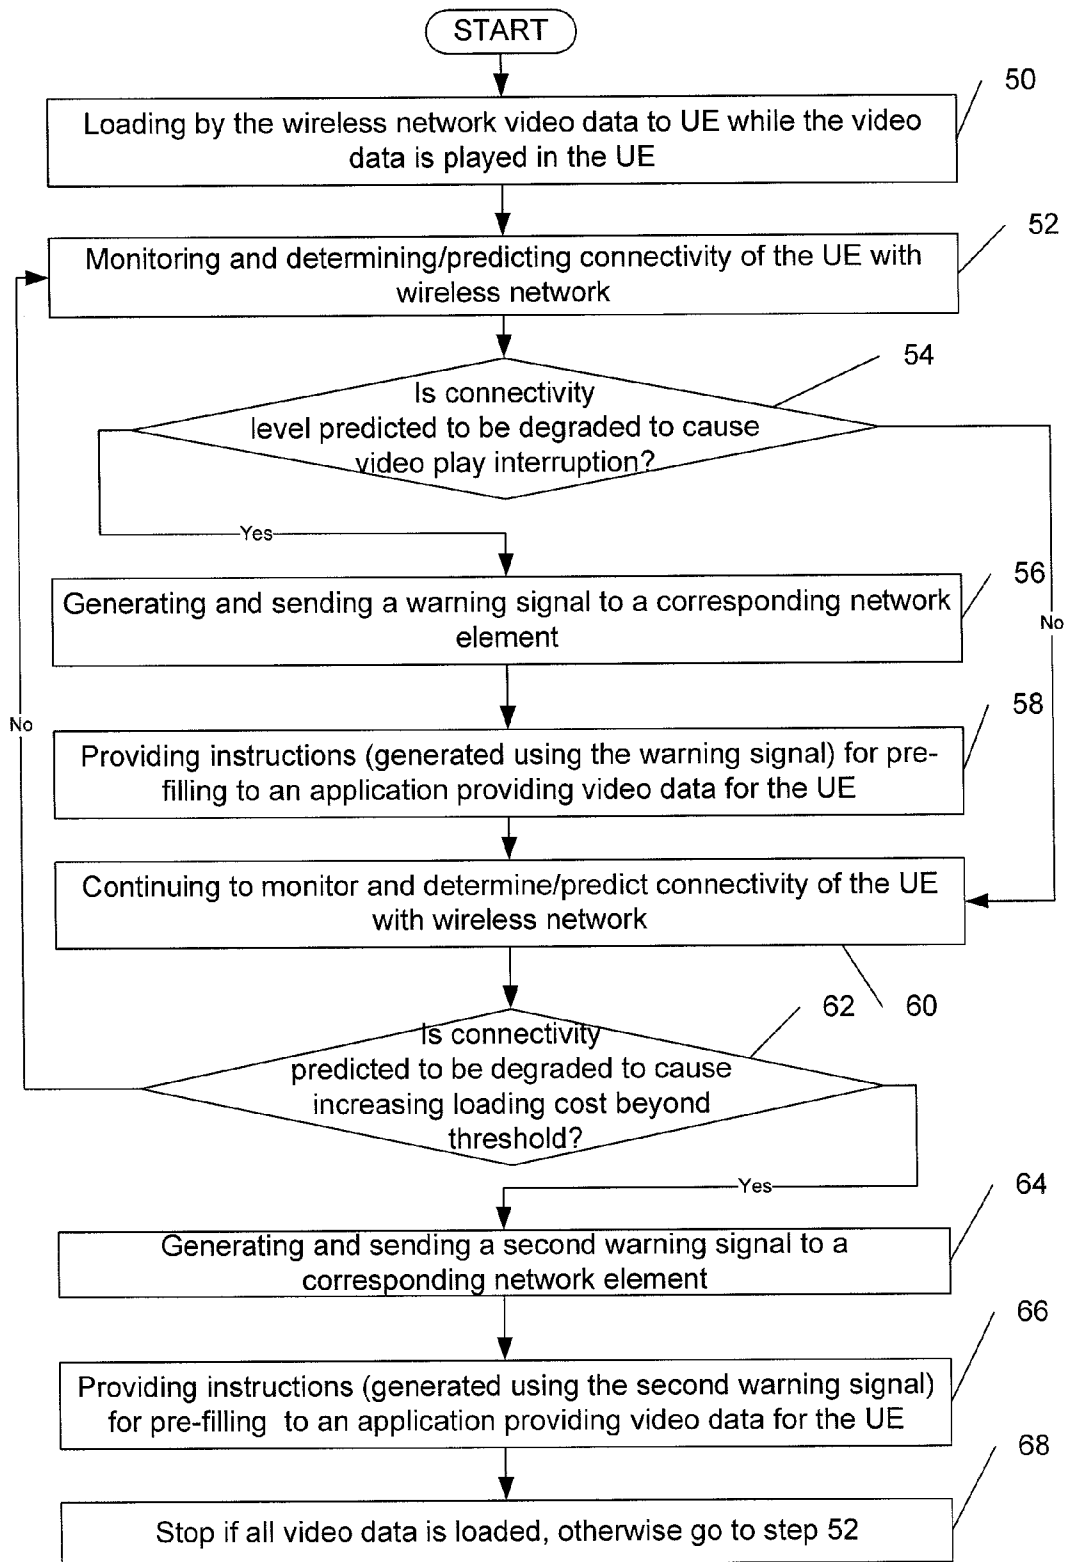 START
50
Loading by the wireless network video data to UE while the video
data is played in the UE
52
Monitoring and determining/predicting connectivity of the UE with
wireless network
54
Is connectivity
level predicted to be degraded to cause
video play interruption?
Yes
56
Generating and sending a warning signal to a corresponding network
element
No
58
No
Providing instructions (generated using the warning signal) for pre-
filling to an application providing video data for the UE
Continuing to monitor and determine/predict connectivity of the UE
with wireless network
62
60
Is connectivity
predicted to be degraded to cause
increasing loading cost beyond
threshold?
Yes
64
Generating and sending a second warning signal to a
corresponding network element
66
Providing instructions (generated using the second warning signal)
for pre-filling to an application providing video data for the UE
68
Stop if all video data is loaded, otherwise go to step 52